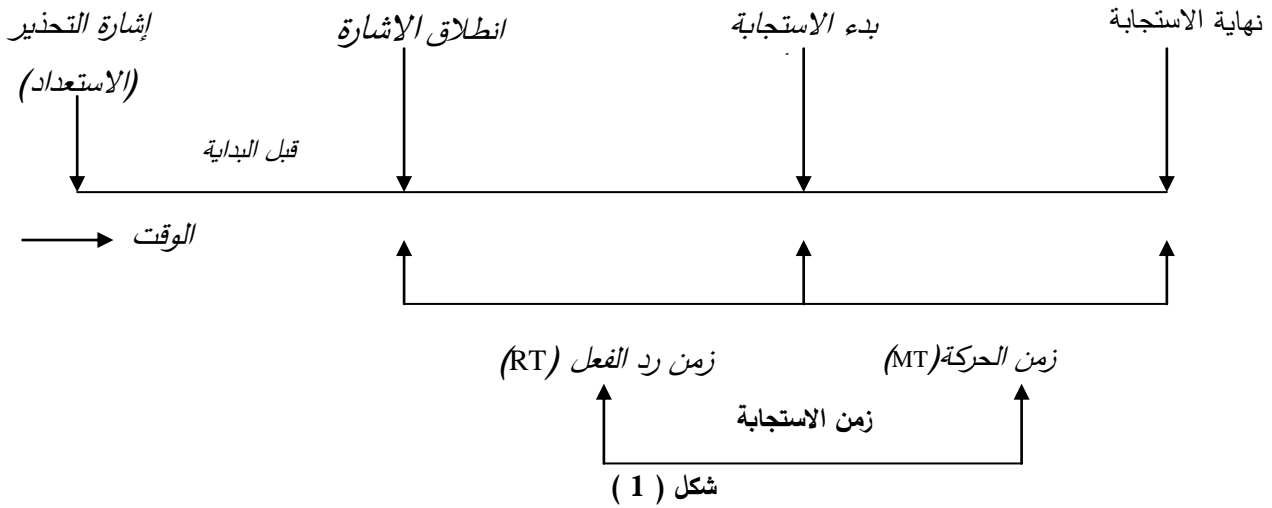 إشارة التحذير
(الاستعداد)
انطلاق الاشارة
بدء الاستجابة
نهاية الاستجابة
قبل البداية
الوقت
زمن رد الفعل (RT)
زمن الحركة(MT)
زمن الاستجابة
شكل ( 1 )